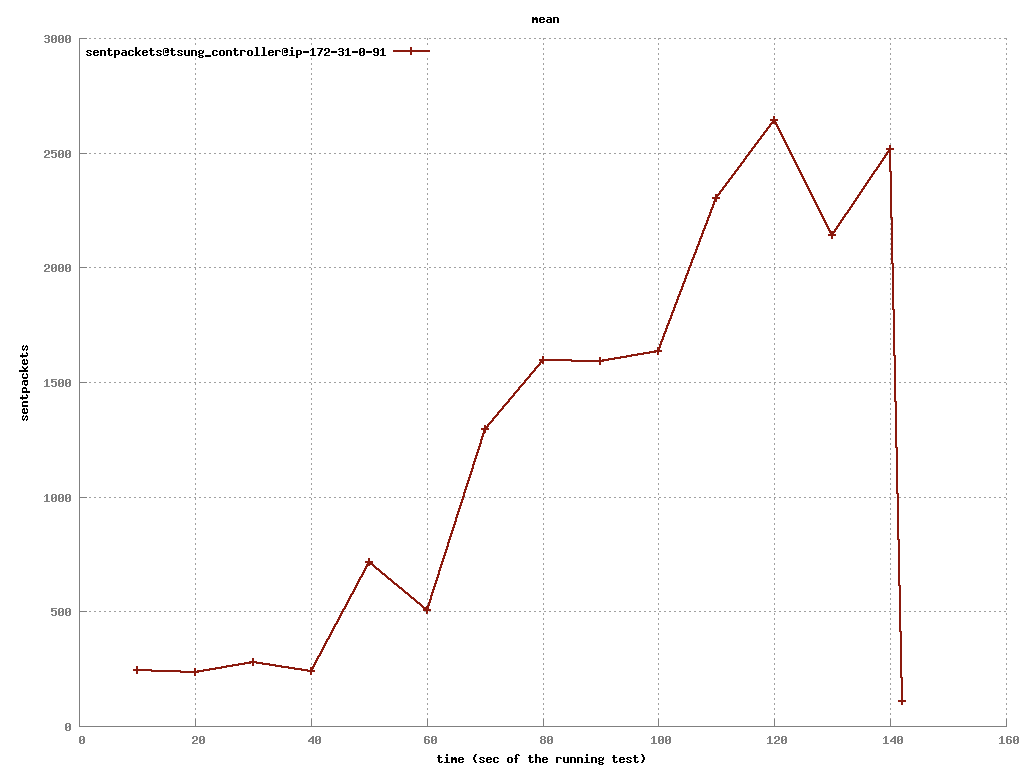 mean
3000
sentpackets@tsung_controller@ip-172-31-0-91
2500
2000
1500
1000
500
0
sentpackets
0 20 40 60 80 100 120 140 160
time (sec of the running test)